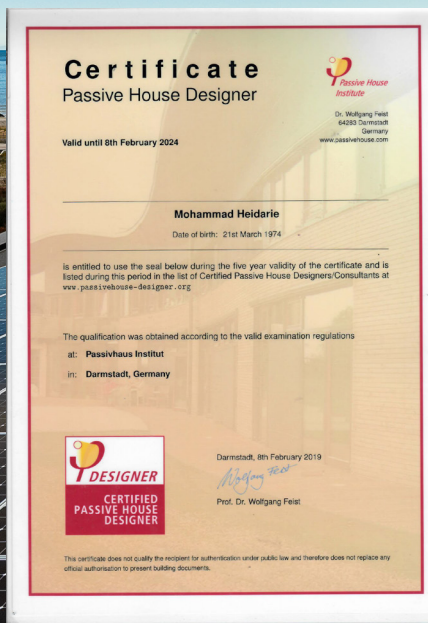 Certificate
Passive House Designer
Passive House
Institute
Dr. Wolfgang Feist
64283 Darmstadt
Germany
www.passivehouse.com
Valid until 8th February 2024
Mohammad Heidarie
Date of birth: 21st March 1974
is entitled to use the seal below during the five year validity of the certificate and is
listed during this period in the list of Certified Passive House Designers/Consultants at
www.passivehouse-designer.org
The qualification was obtained according to the valid examination regulations
at: Passivhaus Institut
in: Darmstadt, Germany
DESIGNER
CERTIFIED
PASSIVE HOUSE
DESIGNER
Darmstadt, 8th February 2019
Wolfgang Feist
Prof. Dr. Wolfgang Feist
This certificate does not qualify the recipient for authentication under public law and therefore does not replace any
official authorisation to present building documents.